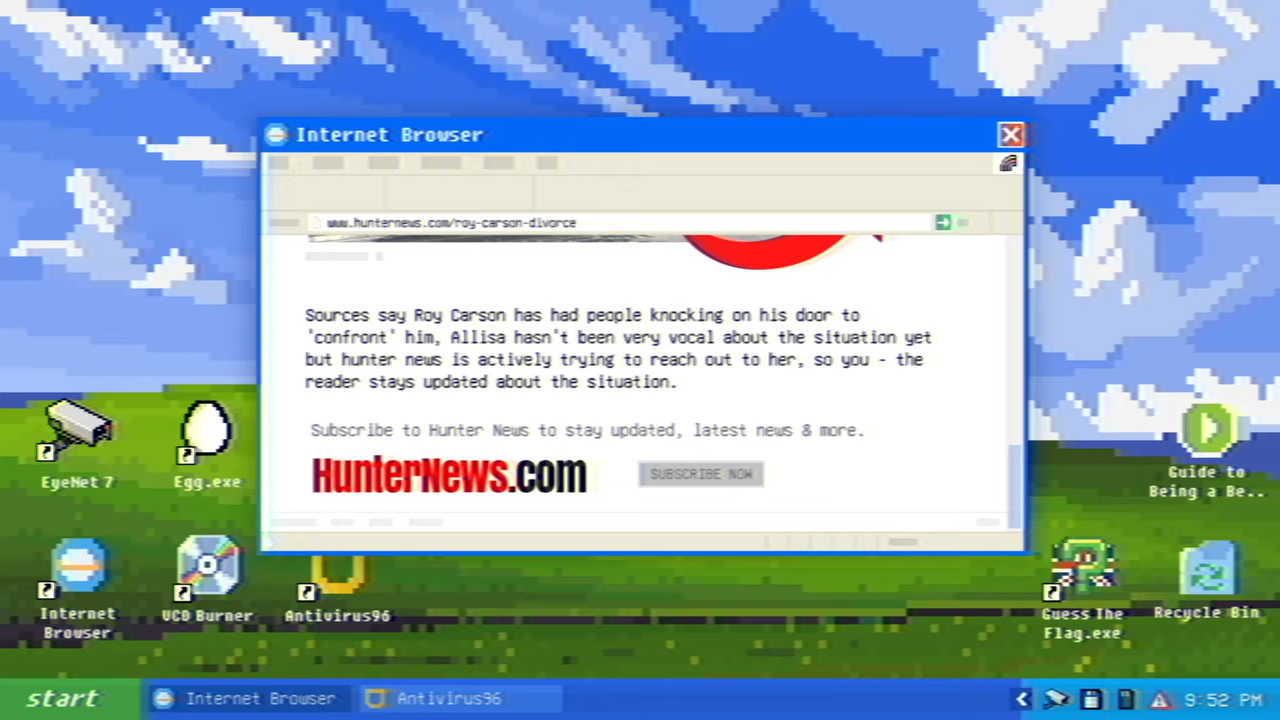 Internet Browser
www.hunternews.com/roy-carson-divorce
Sources say Roy Carson has had people knocking on his door to
'confront' him, Allisa hasn't been very vocal about the situation yet
but hunter news is actively trying to reach out to her, so you - the
reader stays updated about the situation.
Subscribe to Hunter News to stay updated, latest news & more.
HunterNews.com
SUBSCRIBE NOW
EyeNet 7
Egg.exe
Guide to
Being a Be..
Internet
Browser
VCD Burner
Antivirus96
Guess The
Flag.exe
Recycle Bin
start
Internet Browser
Antivirus96
9:52 PM